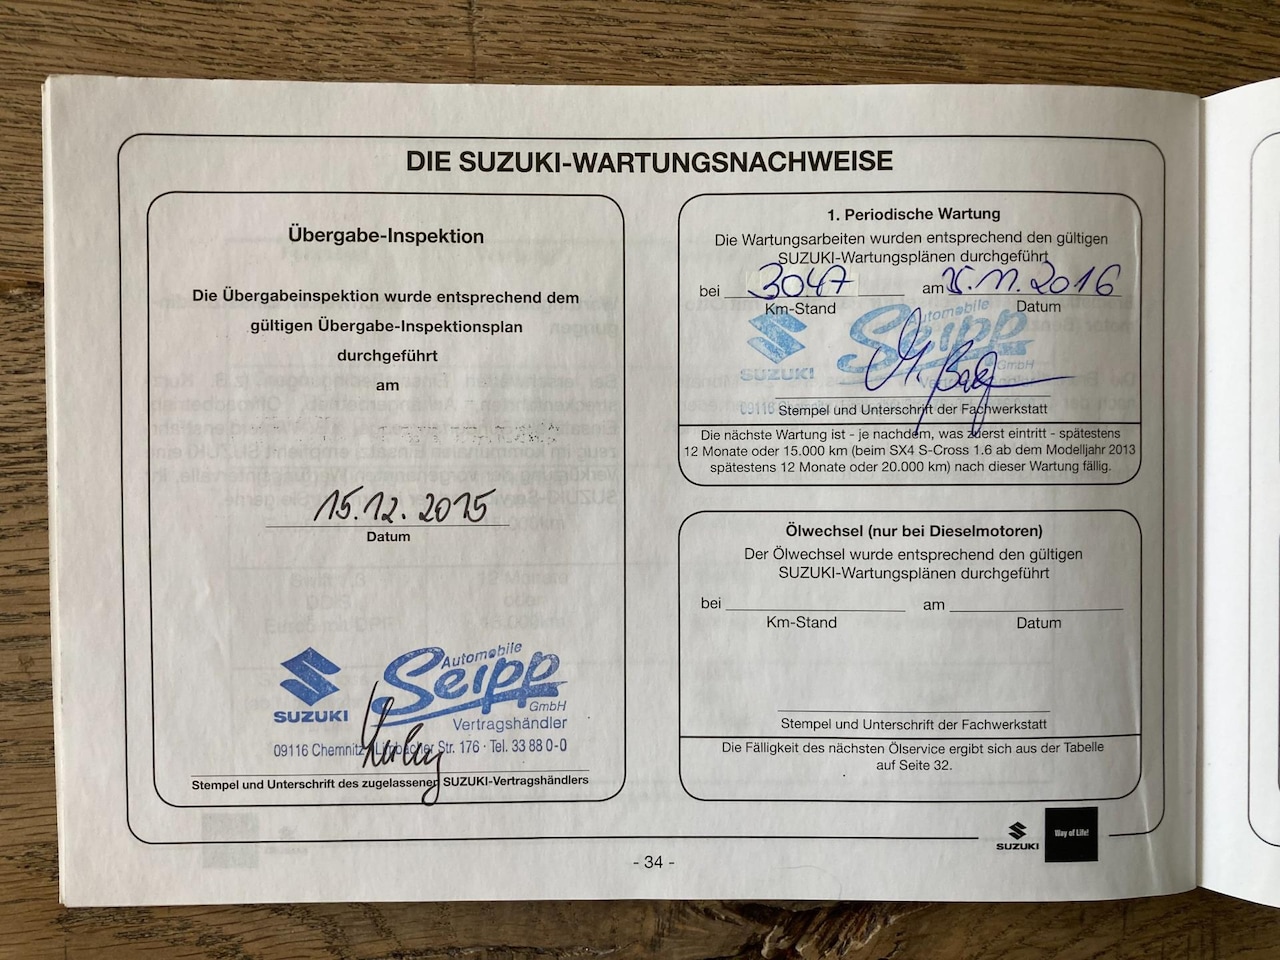 DIE SUZUKI-WARTUNGSNACHWEISE
Übergabe-Inspektion
Die Übergabeinspektion wurde entsprechend dem
gültigen Übergabe-Inspektionsplan
durchgeführt
am
15.12.2015
Datum
Automobile
Seipp
GmbH
SUZUKI
Vertragshändler
09116 Chemnitz Limbacher Str. 176 · Tel. 33 88 0-0
Stempel und Unterschrift des zugelassenen SUZUKI-Vertragshändlers
1. Periodische Wartung
Die Wartungsarbeiten wurden entsprechend den gültigen
SUZUKI-Wartungsplänen durchgeführt
bei 3047 am 25.11.2016
Km-Stand Datum
Automobile
Seipp
GmbH
SUZUKI
09116 Chemnitz
Stempel und Unterschrift der Fachwerkstatt
Die nächste Wartung ist - je nachdem, was zuerst eintritt - spätestens
12 Monate oder 15.000 km (beim SX4 S-Cross 1.6 ab dem Modelljahr 2013
spätestens 12 Monate oder 20.000 km) nach dieser Wartung fällig.
Ölwechsel (nur bei Dieselmotoren)
Der Ölwechsel wurde entsprechend den gültigen
SUZUKI-Wartungsplänen durchgeführt
bei am
Km-Stand Datum
Stempel und Unterschrift der Fachwerkstatt
Die Fälligkeit des nächsten Ölservice ergibt sich aus der Tabelle
auf Seite 32.
SUZUKI
Way of Life!
- 34 -